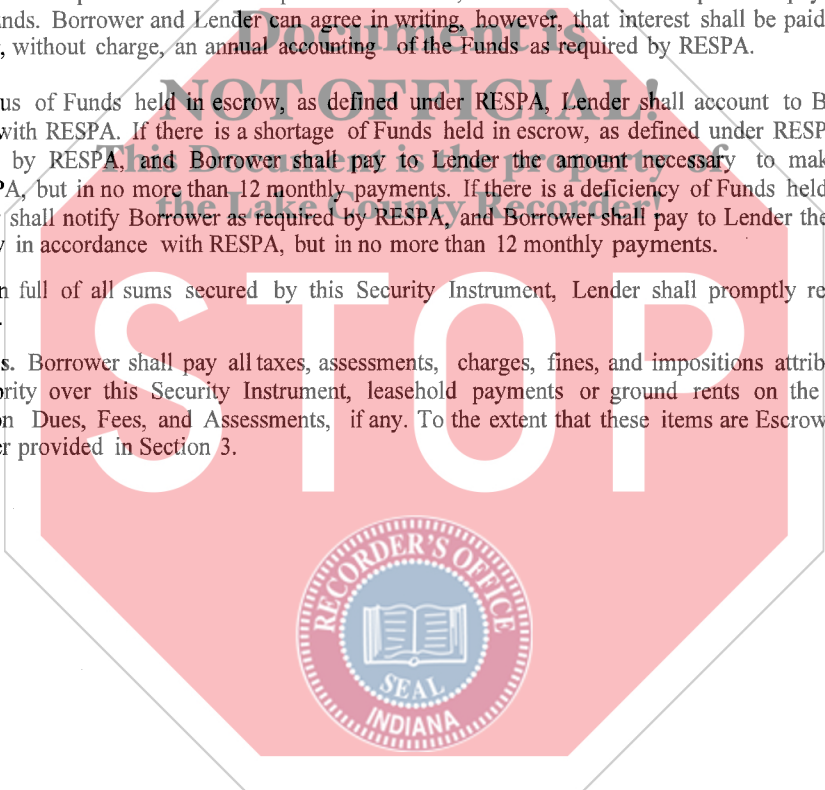 nds. Borrower and Lender can agree in writing, however, that interest shall be paid
, without charge, an annual accounting of the Funds as required by RESPA.
Document is
NOT OFFICIAL!
This Document is the property of
the Lake County Recorder!
us of Funds held in escrow, as defined under RESPA, Lender shall account to B
with RESPA. If there is a shortage of Funds held in escrow, as defined under RESP
by RESPA, and Borrower shall pay to Lender the amount necessary to mak
PA, but in no more than 12 monthly payments. If there is a deficiency of Funds held
shall notify Borrower as required by RESPA, and Borrower shall pay to Lender the
y in accordance with RESPA, but in no more than 12 monthly payments.
n full of all sums secured by this Security Instrument, Lender shall promptly re
s. Borrower shall pay all taxes, assessments, charges, fines, and impositions attrib
ority over this Security Instrument, leasehold payments or ground rents on the
on Dues, Fees, and Assessments, if any. To the extent that these items are Escrow
er provided in Section 3.
STOP
RECORDER'S OFFICE
SEAL
INDIANA